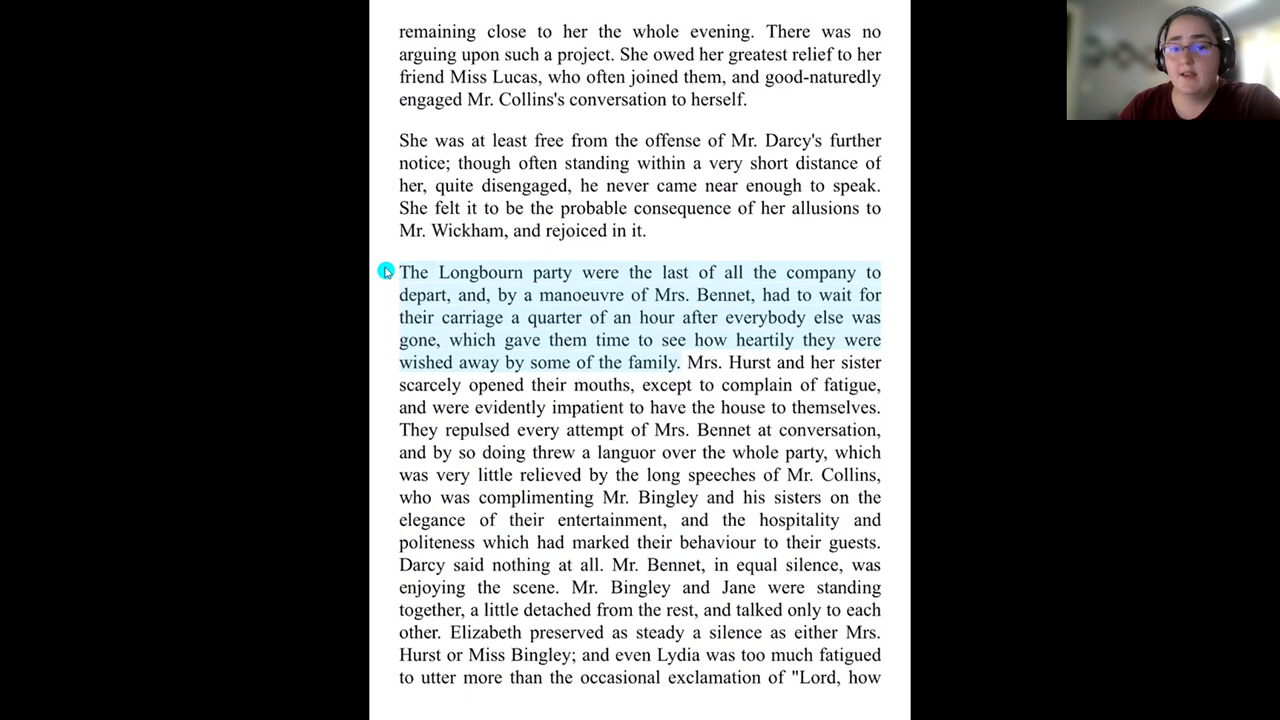 remaining close to her the whole evening. There was no
arguing upon such a project. She owed her greatest relief to her
friend Miss Lucas, who often joined them, and good-naturedly
engaged Mr. Collins's conversation to herself.
She was at least free from the offense of Mr. Darcy's further
notice; though often standing within a very short distance of
her, quite disengaged, he never came near enough to speak.
She felt it to be the probable consequence of her allusions to
Mr. Wickham, and rejoiced in it.
The Longbourn party were the last of all the company to
depart, and, by a manoeuvre of Mrs. Bennet, had to wait for
their carriage a quarter of an hour after everybody else was
gone, which gave them time to see how heartily they were
wished away by some of the family. Mrs. Hurst and her sister
scarcely opened their mouths, except to complain of fatigue,
and were evidently impatient to have the house to themselves.
They repulsed every attempt of Mrs. Bennet at conversation,
and by so doing threw a languor over the whole party, which
was very little relieved by the long speeches of Mr. Collins,
who was complimenting Mr. Bingley and his sisters on the
elegance of their entertainment, and the hospitality and
politeness which had marked their behaviour to their guests.
Darcy said nothing at all. Mr. Bennet, in equal silence, was
enjoying the scene. Mr. Bingley and Jane were standing
together, a little detached from the rest, and talked only to each
other. Elizabeth preserved as steady a silence as either Mrs.
Hurst or Miss Bingley; and even Lydia was too much fatigued
to utter more than the occasional exclamation of "Lord, how